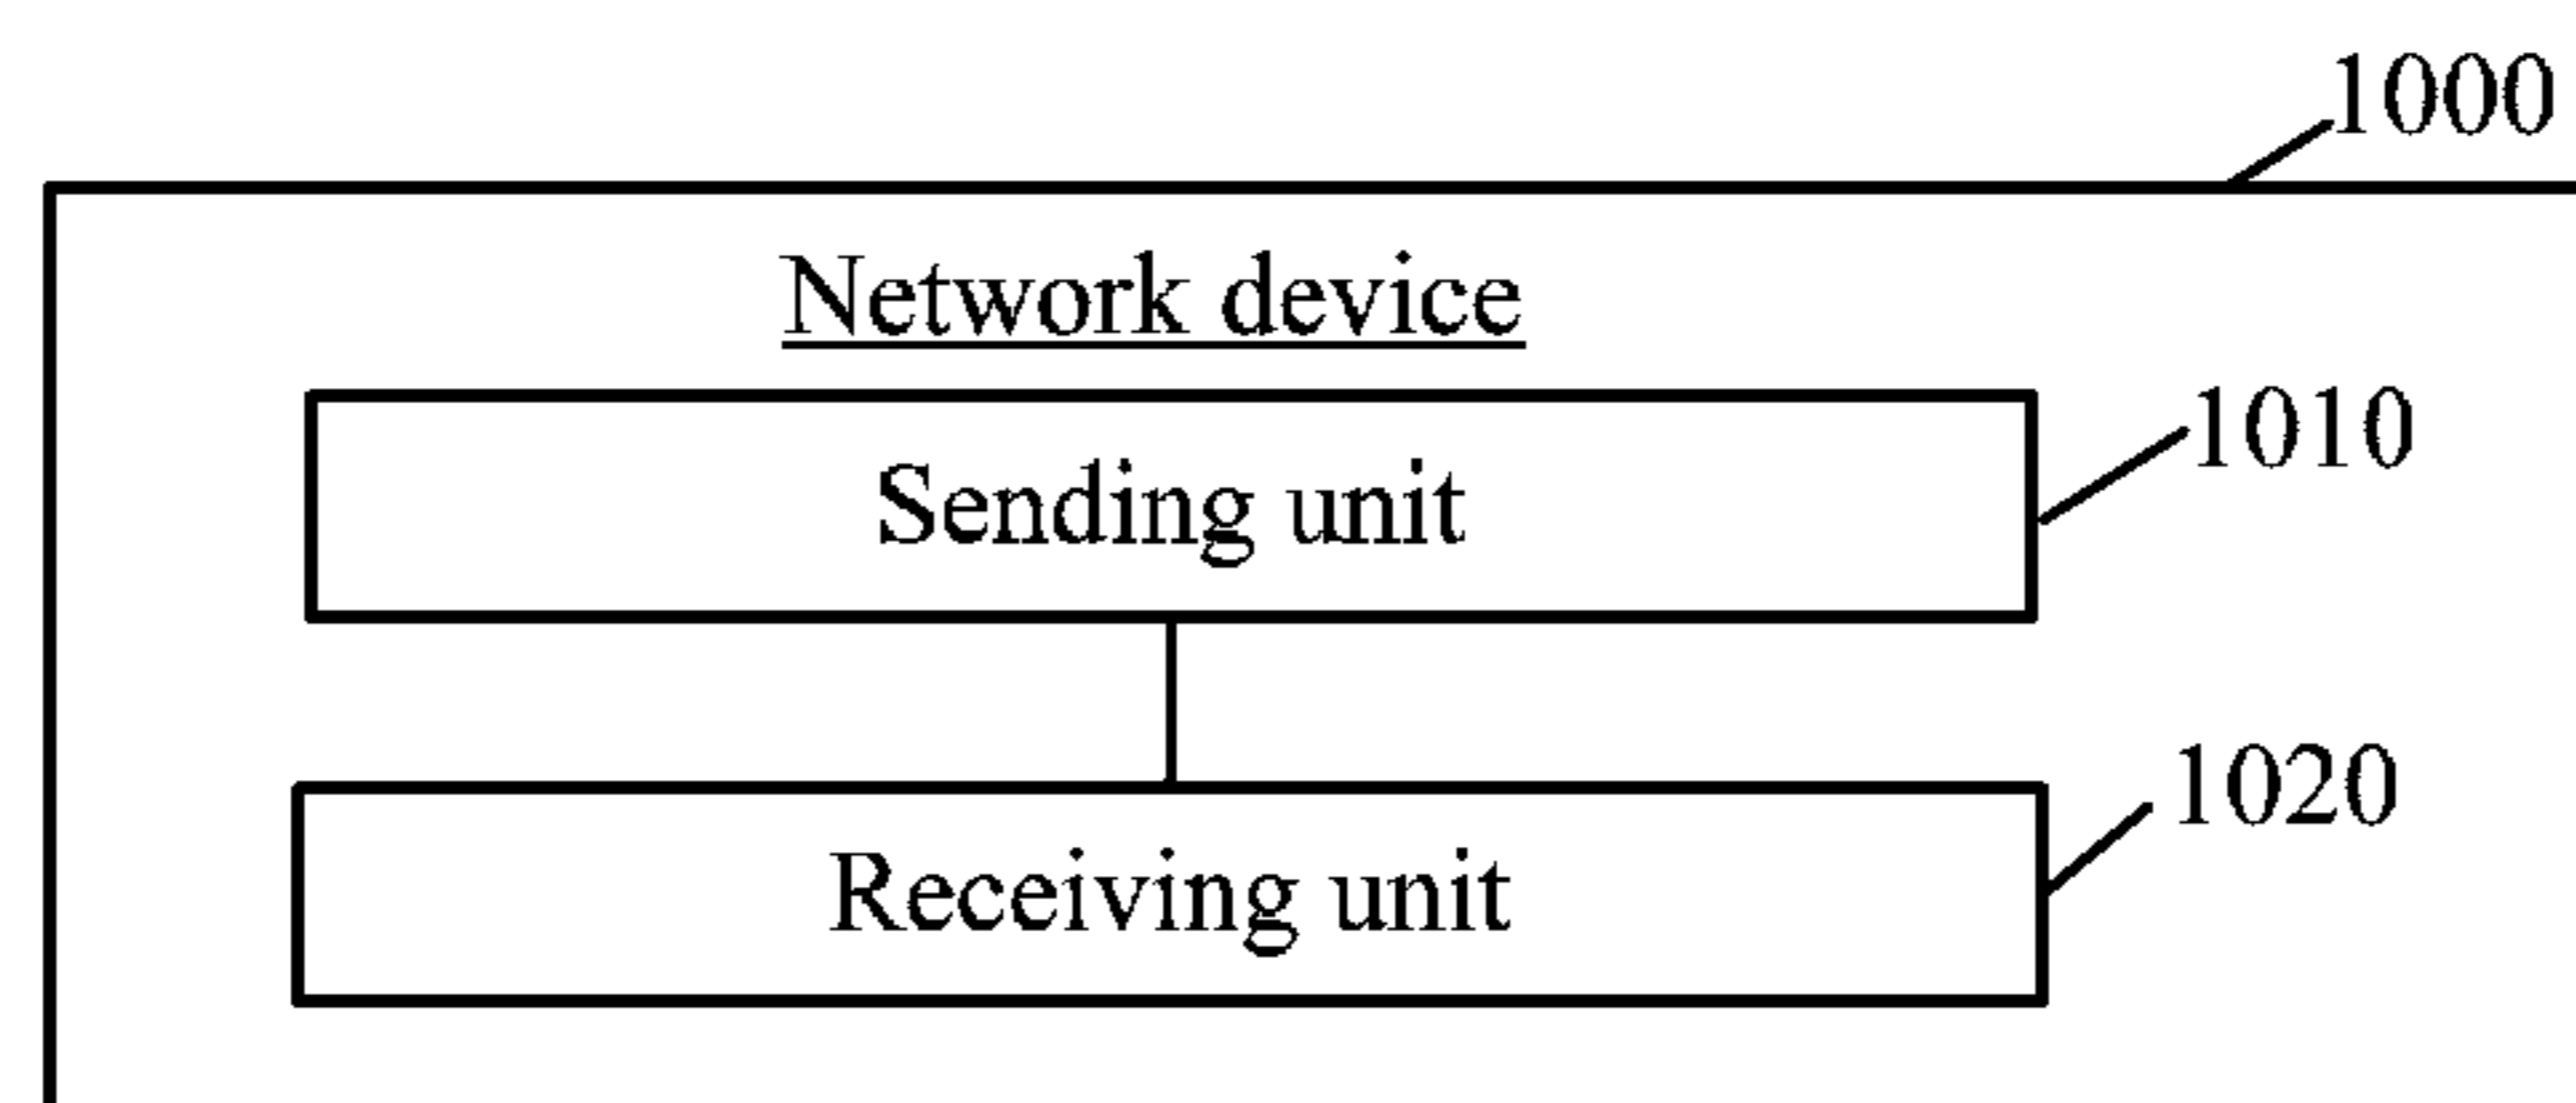 1000
Network device
1010
Sending unit
1020
Receiving unit